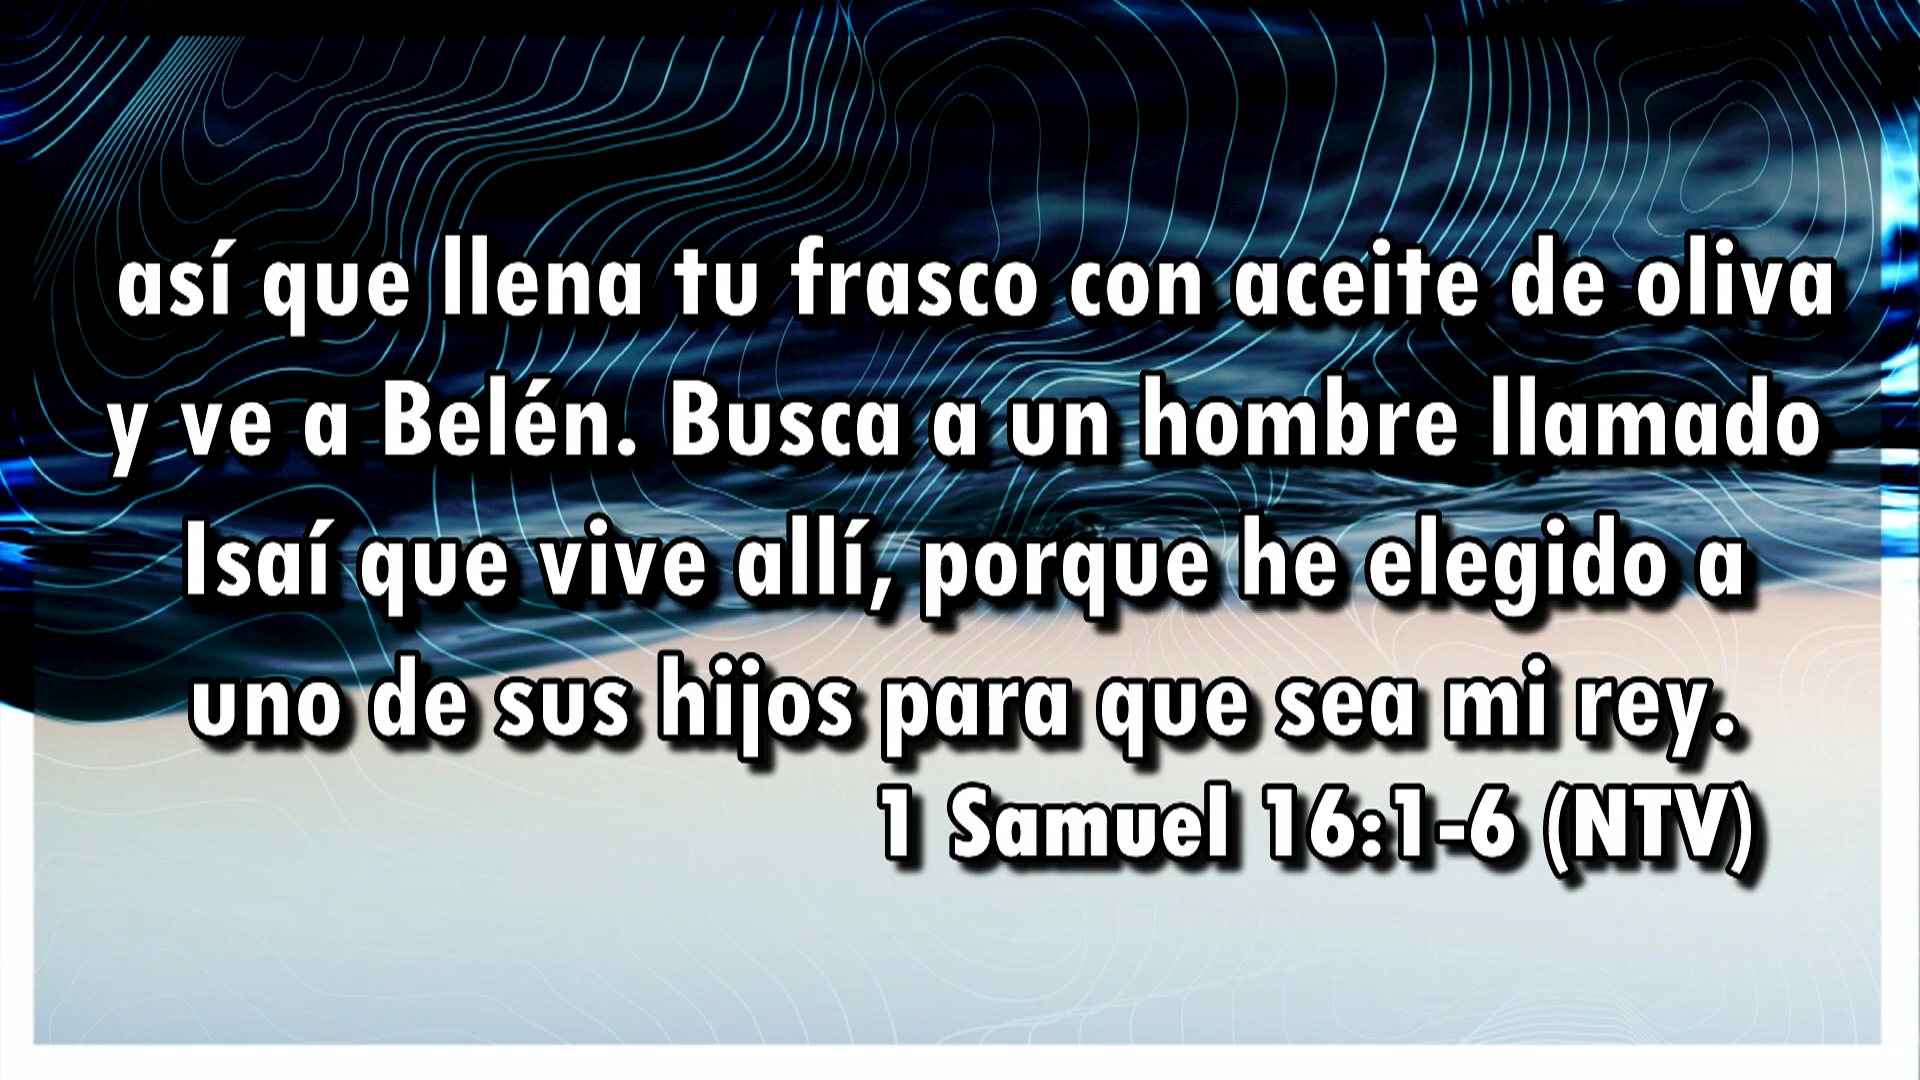 así que llena tu frasco con aceite de oliva
y ve a Belén. Busca a un hombre llamado
Isaí que vive allí, porque he elegido a
uno de sus hijos para que sea mi rey.
1 Samuel 16:1-6 (NTV)